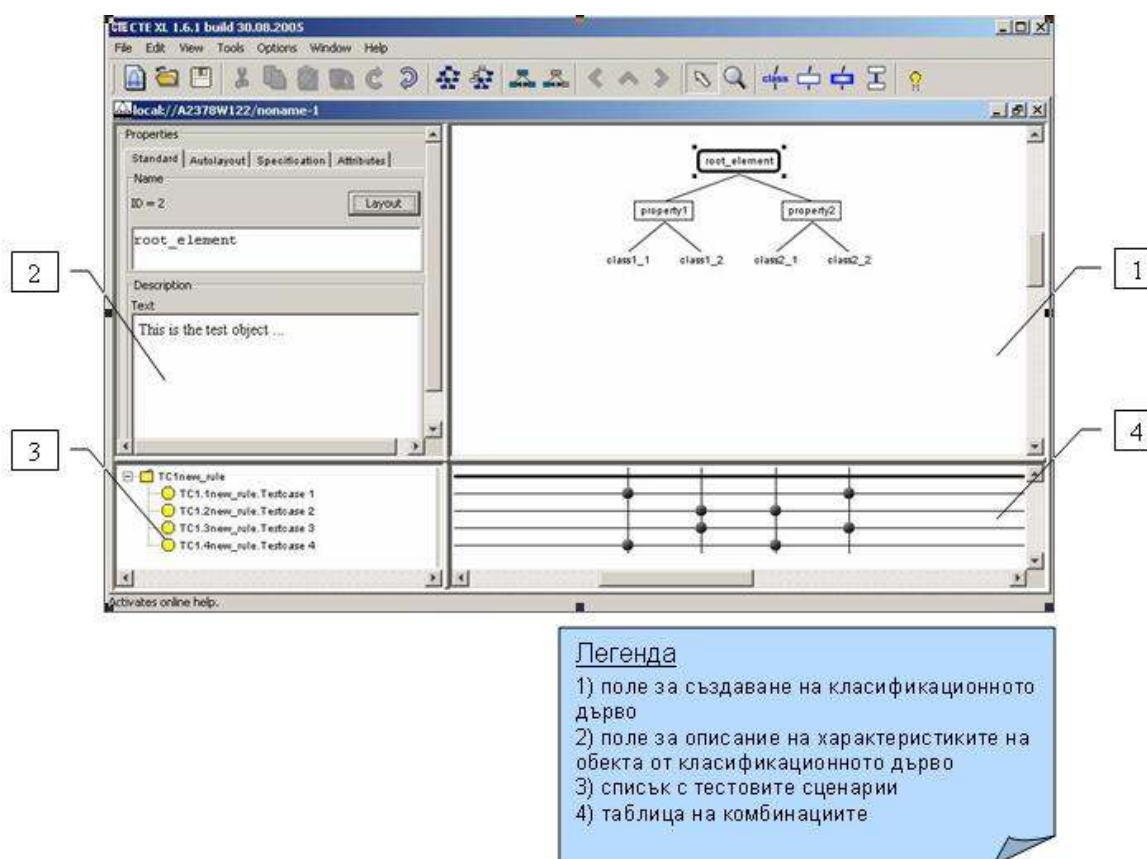 CTE CTE XL 1.6.1 build 30.08.2005
File Edit View Tools Options Window Help
class
local://A2378W122/noname-1
Properties
Standard Autolayout Specification Attributes
Name
ID = 2 Layout
root_element
Description
Text
This is the test object ...
root_element
property1 property2
class1_1 class1_2 class2_1 class2_2
2
1
3
4
TC1new_rule
TC1.1new_rule.Testcase 1
TC1.2new_rule.Testcase 2
TC1.3new_rule.Testcase 3
TC1.4new_rule.Testcase 4
Activates online help.
Легенда
1) поле за създаване на класификационното
дърво
2) поле за описание на характеристиките на
обекта от класификационното дърво
3) списък с тестовите сценарии
4) таблица на комбинациите